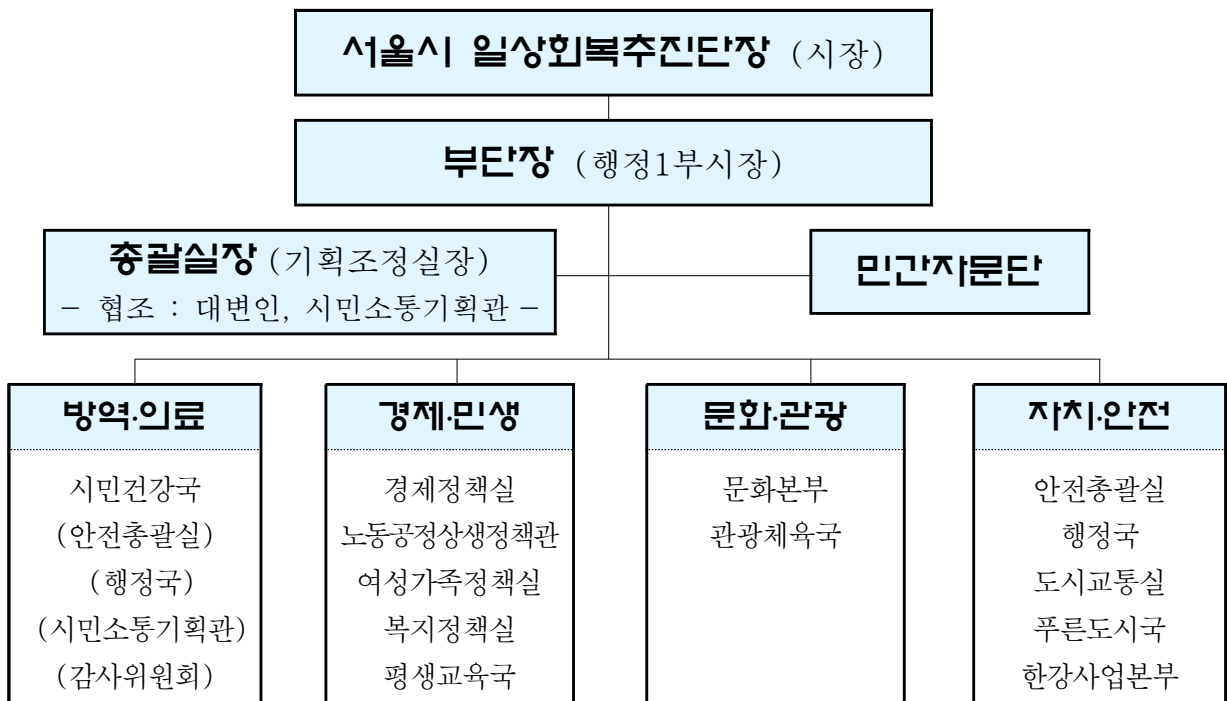 서울시 일상회복추진단장 (시장)
부단장 (행정1부시장)
총괄실장 (기획조정실장)
- 협조 : 대변인, 시민소통기획관 -
민간자문단
방역·의료
시민건강국
(안전총괄실)
(행정국)
(시민소통기획관)
(감사위원회)
경제·민생
경제정책실
노동공정상생정책관
여성가족정책실
복지정책실
평생교육국
문화·관광
문화본부
관광체육국
자치·안전
안전총괄실
행정국
도시교통실
푸른도시국
한강사업본부